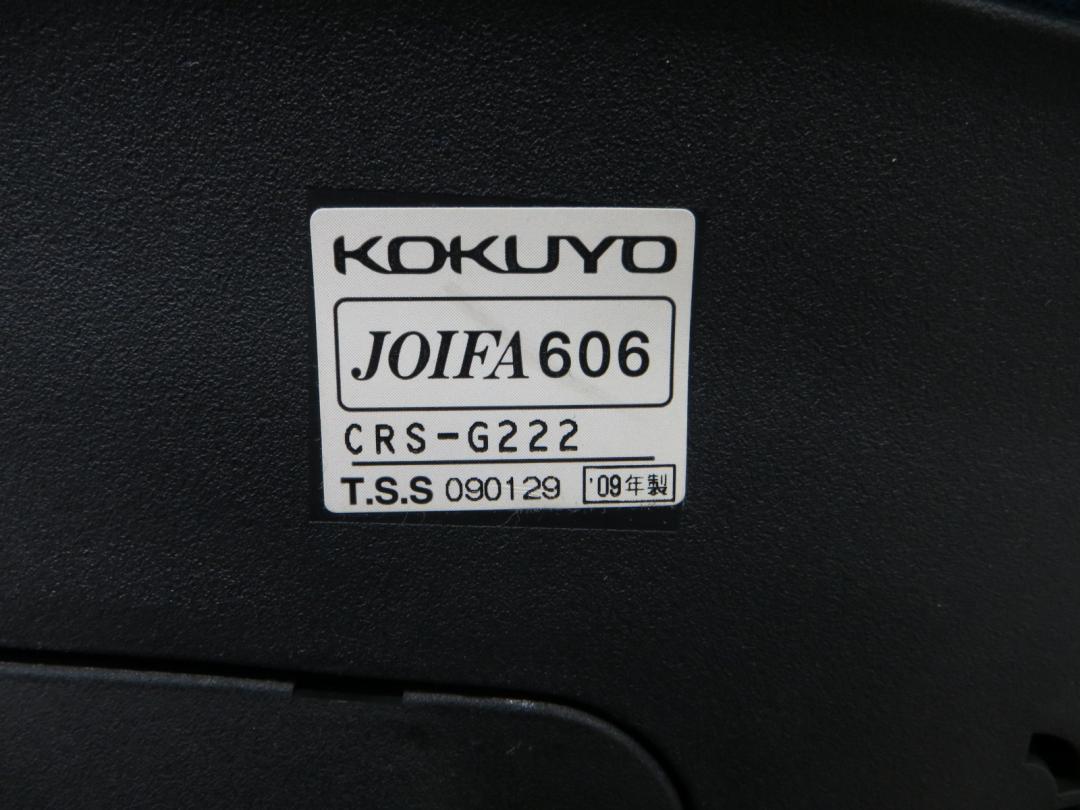 KOKUYO
JOIFA606
CRS-G222
T.S.S 090129 '09年製